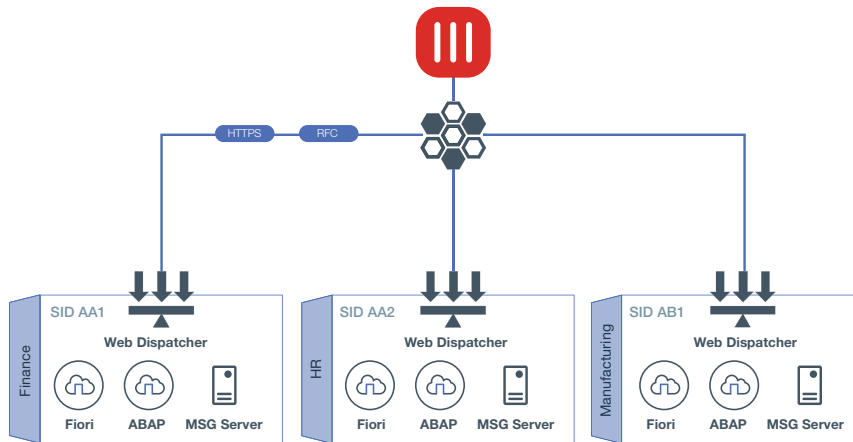 HTTPS
RFC
SID AA1
Web Dispatcher
Finance
Fiori
ABAP
MSG Server
SID AA2
Web Dispatcher
HR
Fiori
ABAP
MSG Server
SID AB1
Web Dispatcher
Manufacturing
Fiori
ABAP
MSG Server